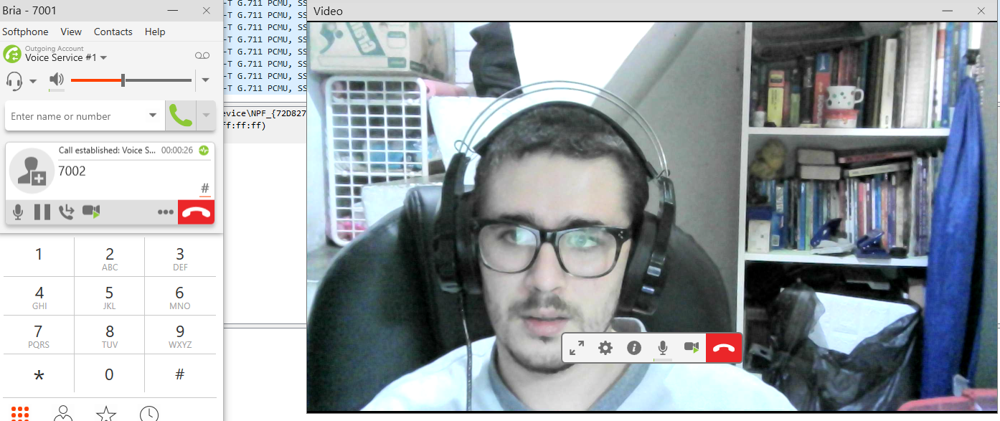 Bria - 7001
Softphone View Contacts Help
Outgoing Account
Voice Service #1
Enter name or number
Call established: Voice S... 00:00:26
7002
#
1
2
ABC
3
DEF
4
GHI
5
JKL
6
MNO
7
PQRS
8
TUV
9
WXYZ
*
0
#
-T G.711 PCMU, SS
-T G.711 PCMU, SS
-T G.711 PCMU, SS
-T G.711 PCMU, SS
-T G.711 PCMU, SS
-T G.711 PCMU, SS
-T G.711 PCMU, SS
-T G.711 PCMU, SS
evice\NPF_{72D827
ff:ff:ff)
Video